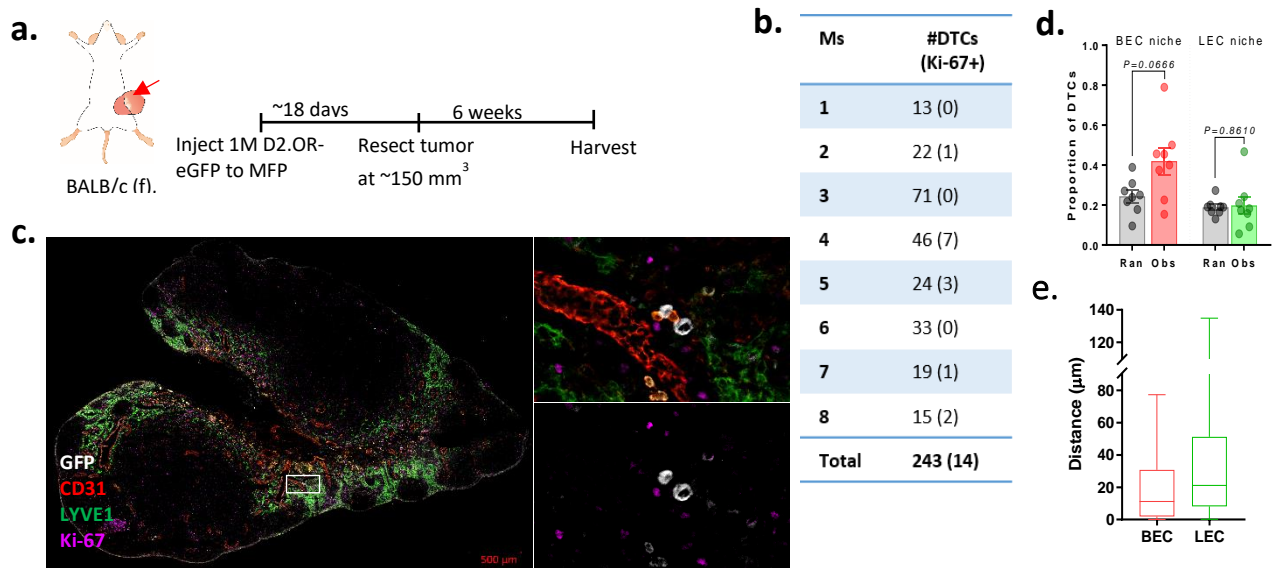 a.
~18 days
6 weeks
Inject 1M D2.OR-
eGFP to MFP
Resect tumor
at ~150 mm3
Harvest
BALB/c (f).
b.
Ms #DTCs
(Ki-67+)
1 13 (0)
2 22 (1)
3 71 (0)
4 46 (7)
5 24 (3)
6 33 (0)
7 19 (1)
8 15 (2)
Total 243 (14)
c.
GFP
CD31
LYVE1
Ki-67
500 μm
d.
BEC niche LEC niche
P=0.0666
P=0.8610
Proportion of DTCs
1.0
0.8
0.6
0.4
0.2
0.0
Ran Obs Ran Obs
e.
Distance (μm)
140
120
80
60
40
20
0
BEC LEC